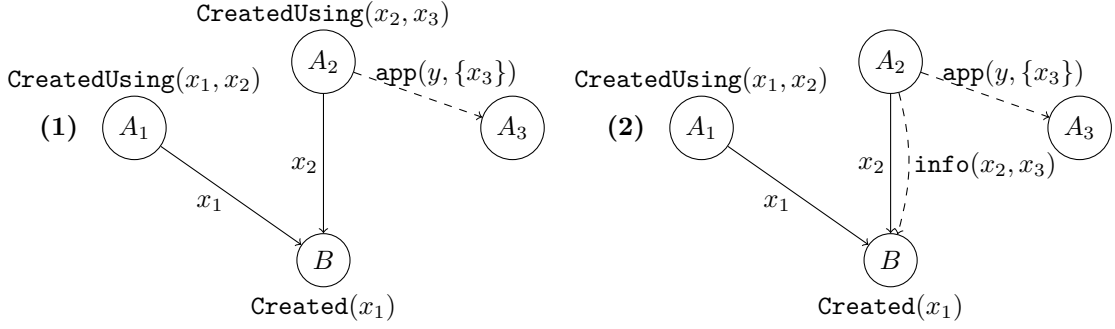 CreatedUsing(x₂, x₃)
A₂
app(y, {x₃})
CreatedUsing(x₁, x₂)
(1)
A₁
A₃
x₂
x₁
B
Created(x₁)
A₂
app(y, {x₃})
CreatedUsing(x₁, x₂)
(2)
A₁
A₃
x₂
info(x₂, x₃)
x₁
B
Created(x₁)